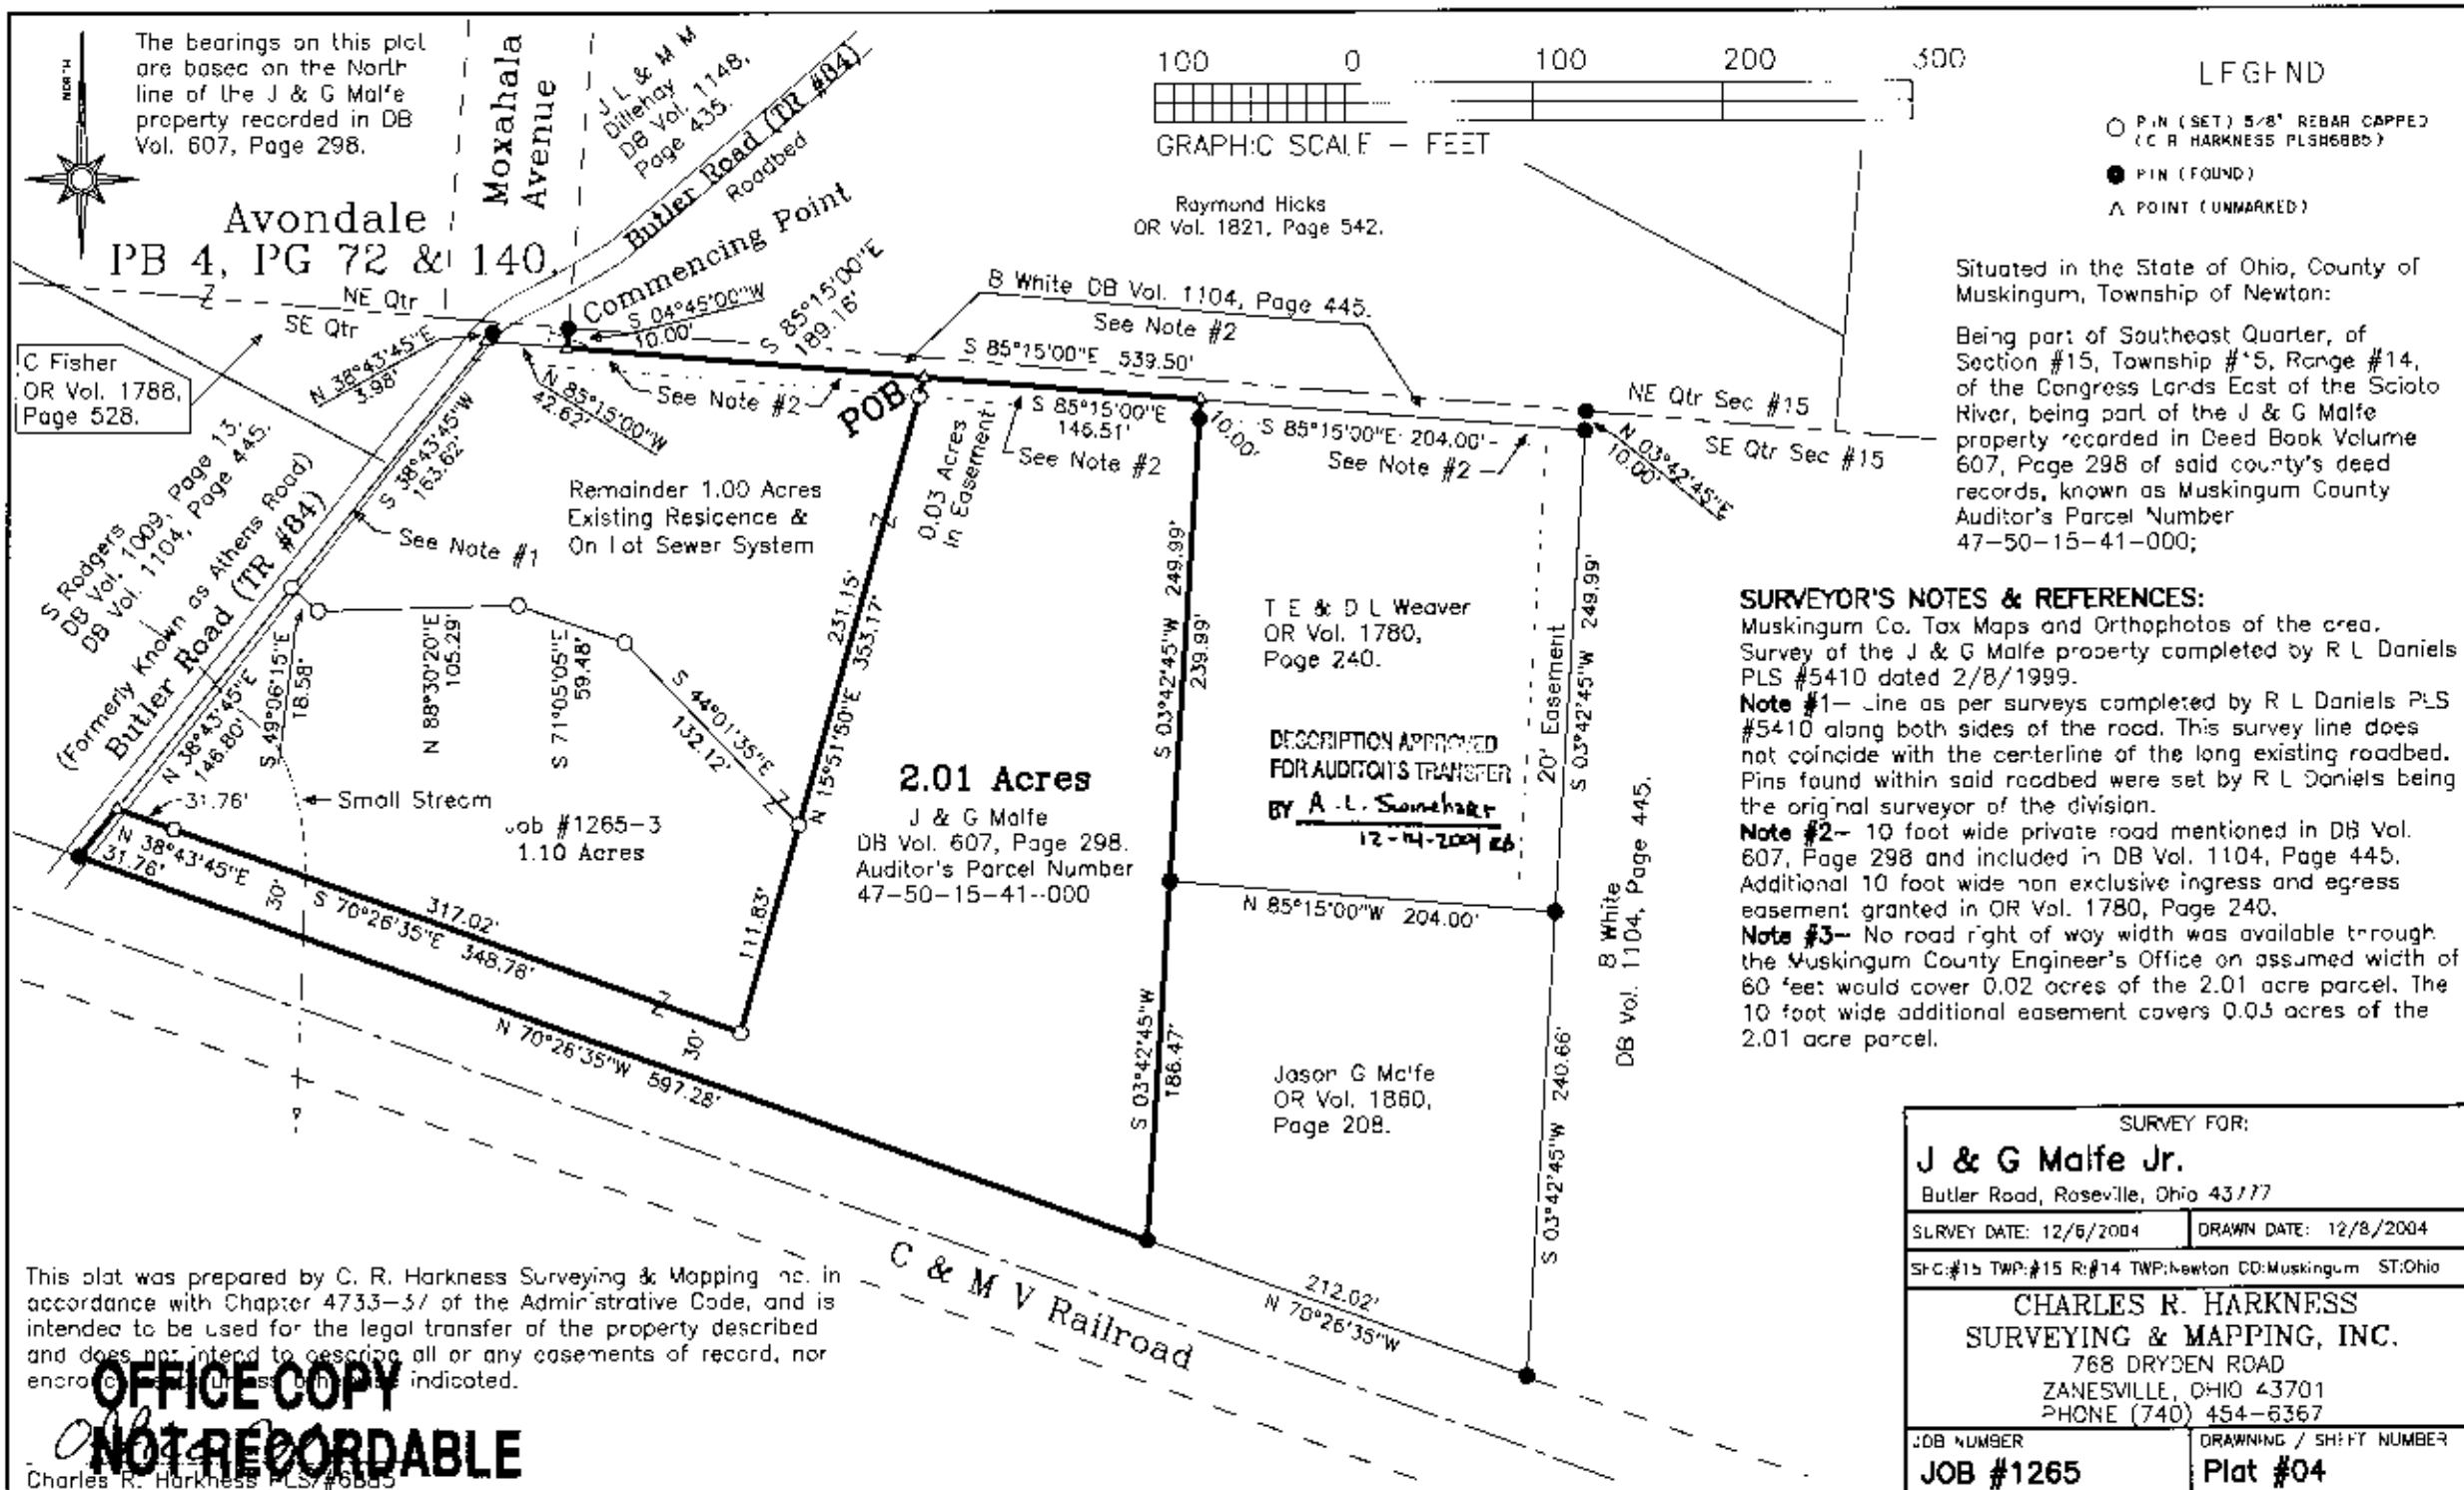 The bearings on this plat
are based on the North
line of the J & G Malfe
property recorded in DB
Vol. 607, Page 298.
NORTH
Moxahala
Avenue
J L & M M
Dillehay
DB Vol. 1148,
Page 435.
Butler Road (TR #84)
Roadbed
Avondale
PB 4, PG 72 & 140.
Commencing Point
100 0 100 200 300
GRAPHIC SCALE - FEET
Raymond Hicks
OR Vol. 1821, Page 542.
LEGEND
PIN (SET) 5/8" REBAR CAPPED
(C R HARKNESS PLS#6885)
PIN (FOUND)
POINT (UNMARKED)
NE Qtr
SE Qtr
C Fisher
OR Vol. 1788,
Page 528.
N 38°43'45"E
3.98'
S 04°45'00"W
10.00'
S 85°15'00"E
189.16'
N 85°15'00"W
42.62'
See Note #2
POB
B White DB Vol. 1104, Page 445.
See Note #2
S 85°15'00"E 539.50'
S 85°15'00"E
146.51'
See Note #2
10.00'
S 85°15'00"E 204.00'
See Note #2
N 03°42'45"E
10.00'
NE Qtr Sec #15
SE Qtr Sec #15
S 38°43'45"W
163.62'
See Note #1
S Rodgers
DB Vol. 1009, Page 13.
DB Vol. 1104, Page 445.
(Formerly Known as Athens Road)
Butler Road (TR #84)
Remainder 1.00 Acres
Existing Resicence &
On Lot Sewer System
0.03 Acres
in Easement
231.15'
N 15°51'50"E 353.17'
111.83'
S 03°42'45"W 249.99'
239.99'
T E & D L Weaver
OR Vol. 1780,
Page 240.
20' Easement
S 03°42'45"W 249.99'
N 38°43'45"E
146.80'
S 49°06'15"E
18.58'
N 88°30'20"E
105.29'
S 71°05'05"E
59.48'
S 44°01'35"E
132.12'
31.76'
Small Stream
Job #1265-3
1.10 Acres
2.01 Acres
J & G Malfe
DB Vol. 607, Page 298.
Auditor's Parcel Number
47-50-15-41-000
DESCRIPTION APPROVED
FOR AUDITOR'S TRANSFER
BY A. L.
N 38°43'45"E
31.76'
30'
317.02'
S 70°26'35"E 348.78'
30'
N 70°26'35"W 597.28'
N 85°15'00"W 204.00'
S 03°42'45"W
186.47'
B White
DB Vol. 1104, Page 445.
Jason G Malfe
OR Vol. 1860,
Page 208.
S 03°42'45"W 240.66'
212.02'
N 70°26'35"W
C & M V Railroad
Situated in the State of Ohio, County of
Muskingum, Township of Newton:
Being part of Southeast Quarter, of
Section #15, Township #15, Range #14,
of the Congress Lands East of the Scioto
River, being part of the J & G Malfe
property recorded in Deed Book Volume
607, Page 298 of said county's deed
records, known as Muskingum County
Auditor's Parcel Number
47-50-15-41-000;
SURVEYOR'S NOTES & REFERENCES:
Muskingum Co. Tax Maps and Orthophotos of the area.
Survey of the J & G Malfe property completed by R L Daniels
PLS #5410 dated 2/8/1999.
Note #1- Line as per surveys completed by R L Daniels PLS
#5410 along both sides of the road. This survey line does
not coincide with the centerline of the long existing roadbed.
Pins found within said roadbed were set by R L Daniels being
the original surveyor of the division.
Note #2- 10 foot wide private road mentioned in DB Vol.
607, Page 298 and included in DB Vol. 1104, Page 445.
Additional 10 foot wide non exclusive ingress and egress
easement granted in OR Vol. 1780, Page 240.
Note #3- No road right of way width was available through
the Muskingum County Engineer's Office an assumed width of
60 feet would cover 0.02 acres of the 2.01 acre parcel. The
10 foot wide additional easement covers 0.03 acres of the
2.01 acre parcel.
This plat was prepared by C. R. Harkness Surveying & Mapping Inc. in
accordance with Chapter 4733-37 of the Administrative Code, and is
intended to be used for the legal transfer of the property described
and does not intend to describe all or any easements of record, nor
encroachments unless otherwise indicated.
OFFICE COPY
NOT RECORDABLE
Charles R. Harkness PLS #6885
SURVEY FOR:
J & G Malfe Jr.
Butler Road, Roseville, Ohio 43777
SURVEY DATE: 12/6/2004 DRAWN DATE: 12/8/2004
SEC:#15 TWP:#15 R:#14 TWP:Newton CO:Muskingum ST:Ohio
CHARLES R. HARKNESS
SURVEYING & MAPPING, INC.
768 DRYDEN ROAD
ZANESVILLE, OHIO 43701
PHONE (740) 454-6367
JOB NUMBER DRAWING / SHEET NUMBER
JOB #1265 Plat #04